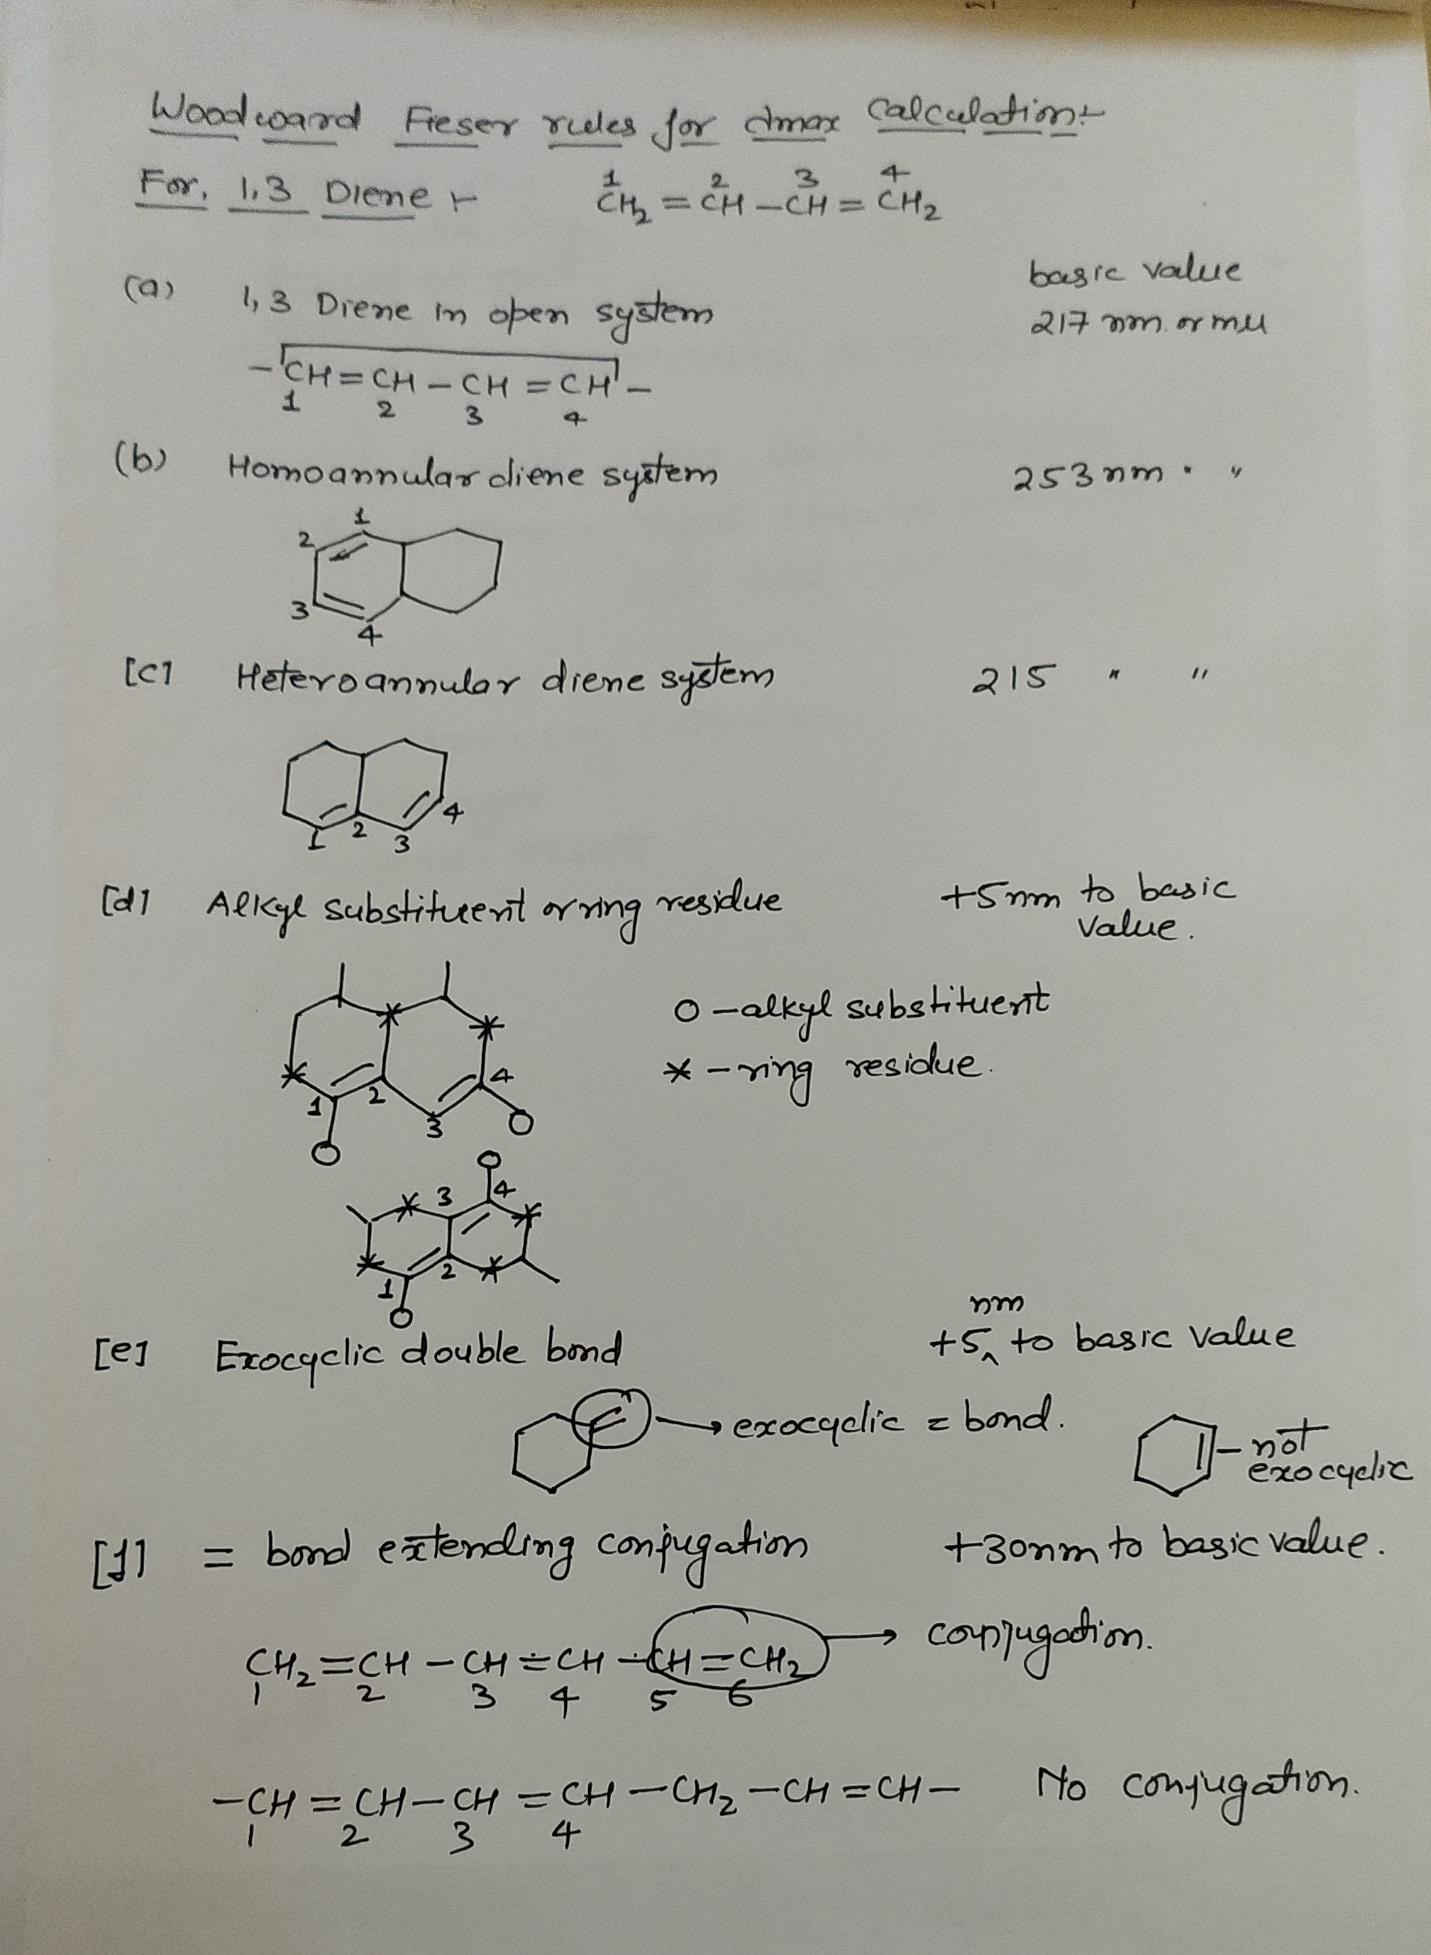 Woodward Fieser rules for λmax Calculation:-
For, 1,3 Diene :-
1 2 3 4
CH2 = CH - CH = CH2
basic value
(a) 1,3 Diene in open system 217 nm. or mμ
-CH = CH - CH = CH-
1 2 3 4
(b) Homoannular diene system 253 nm " "
1
2
3
4
[c] Heteroannular diene system 215 " "
4
1 2 3
[d] Alkyl substituent or ring residue +5nm to basic
value.
O - alkyl substituent
* - ring residue.
1 2 3 4
3 4
1 2
nm
[e] Exocyclic double bond +5^ to basic value
→ exocyclic = bond.
- not
exocyclic
[f] = bond extending conjugation +30nm to basic value.
→ conjugation.
CH2 = CH - CH = CH - CH = CH2
1 2 3 4 5 6
-CH = CH - CH = CH - CH2 - CH = CH- No conjugation.
1 2 3 4